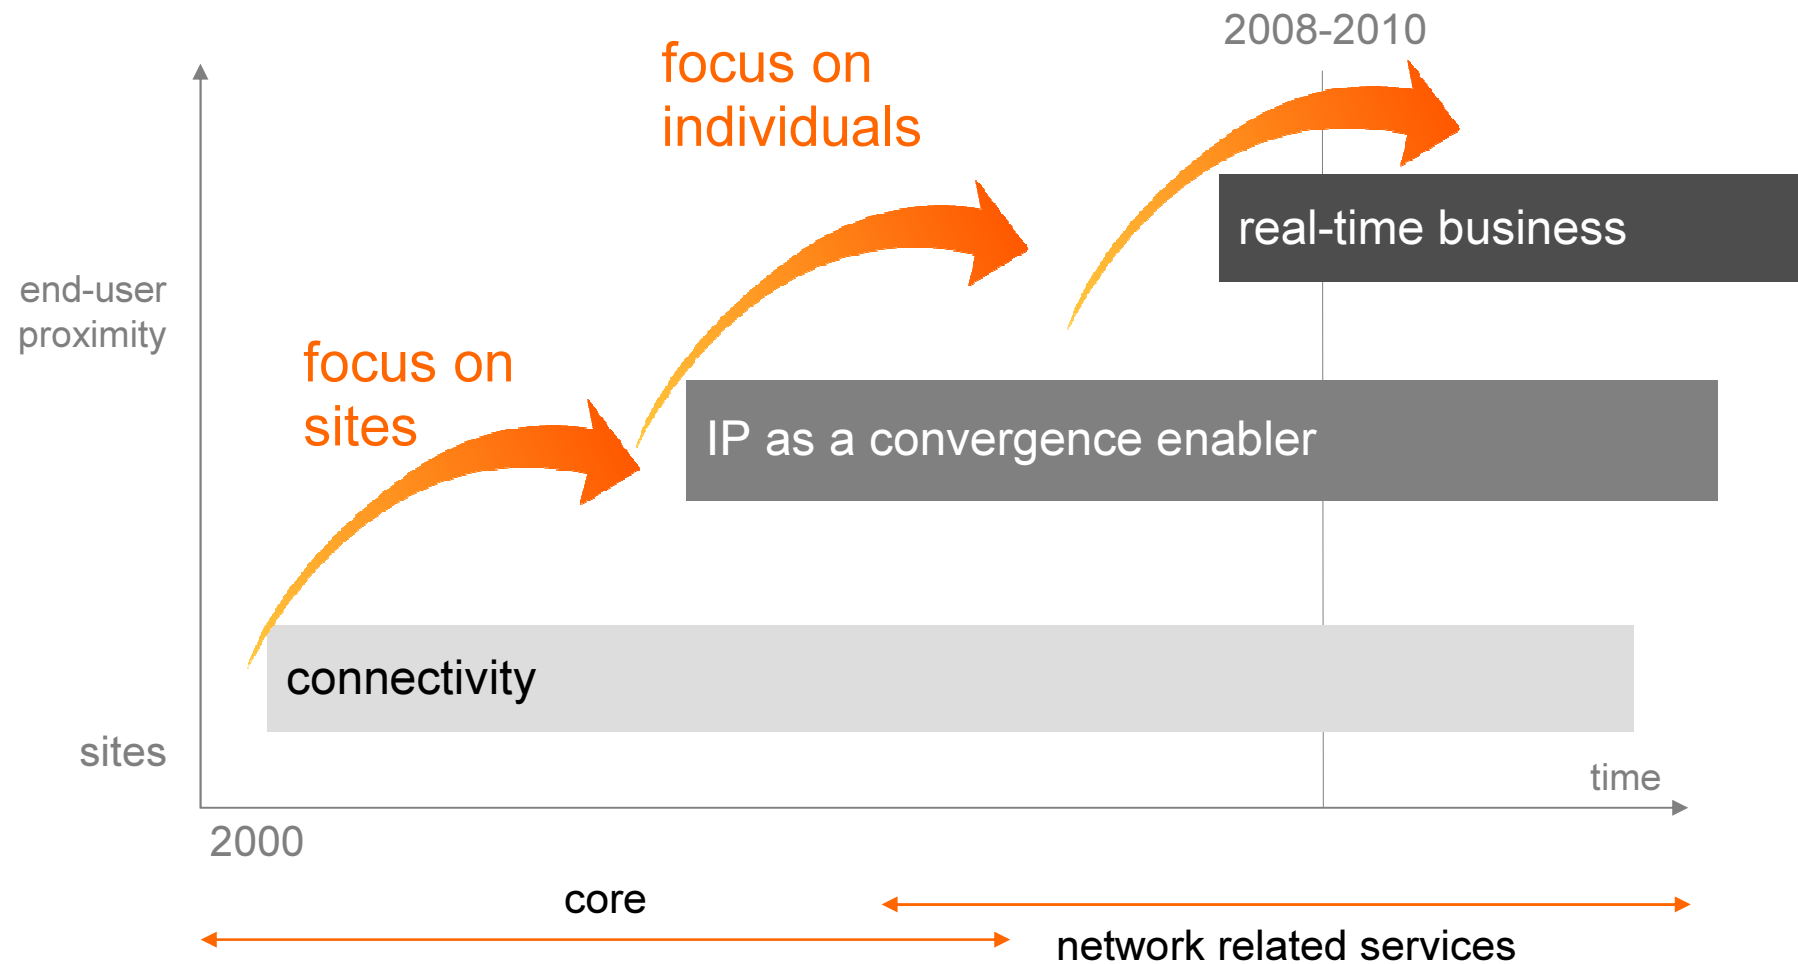 2008-2010
focus on
individuals
real-time business
end-user
proximity
focus on
sites
IP as a convergence enabler
connectivity
sites
time
2000
core
network related services